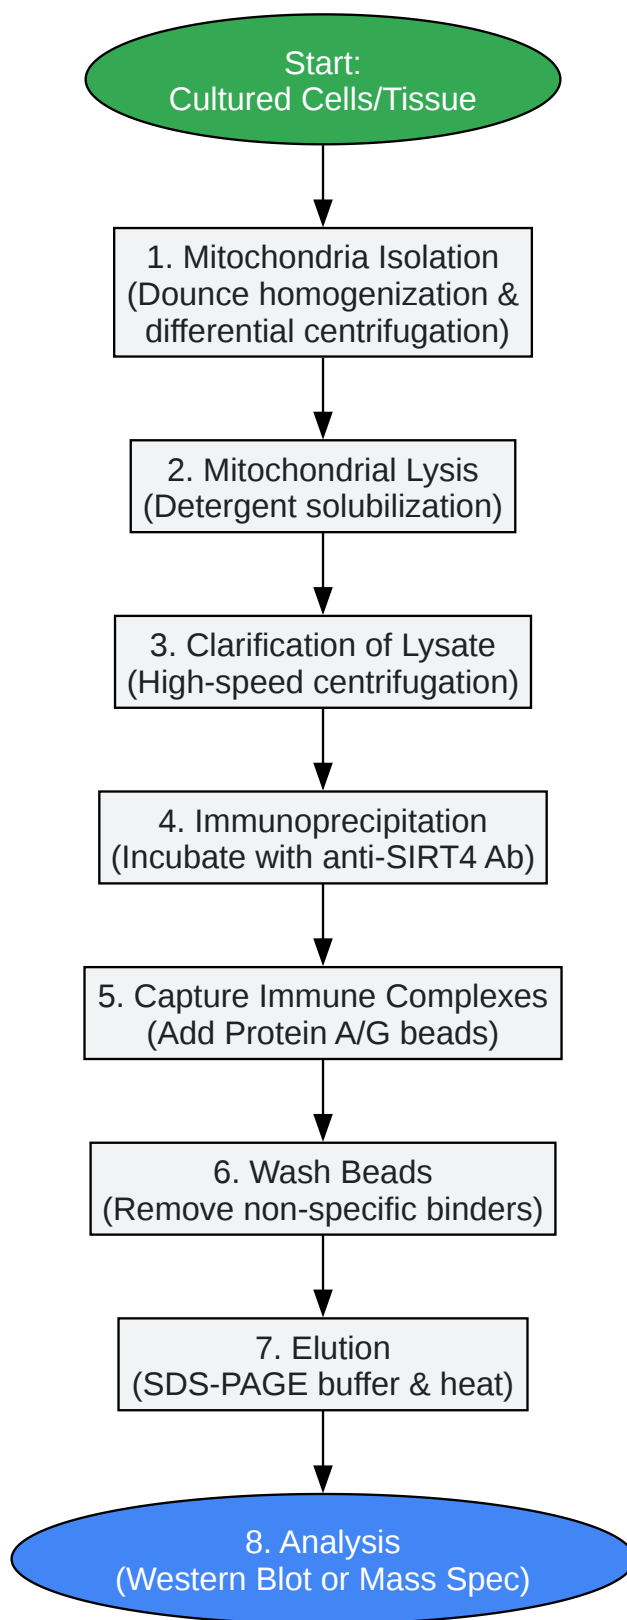 Start:
Cultured Cells/Tissue
1. Mitochondria Isolation
(Dounce homogenization &
differential centrifugation)
2. Mitochondrial Lysis
(Detergent solubilization)
3. Clarification of Lysate
(High-speed centrifugation)
4. Immunoprecipitation
(Incubate with anti-SIRT4 Ab)
5. Capture Immune Complexes
(Add Protein A/G beads)
6. Wash Beads
(Remove non-specific binders)
7. Elution
(SDS-PAGE buffer & heat)
8. Analysis
(Western Blot or Mass Spec)